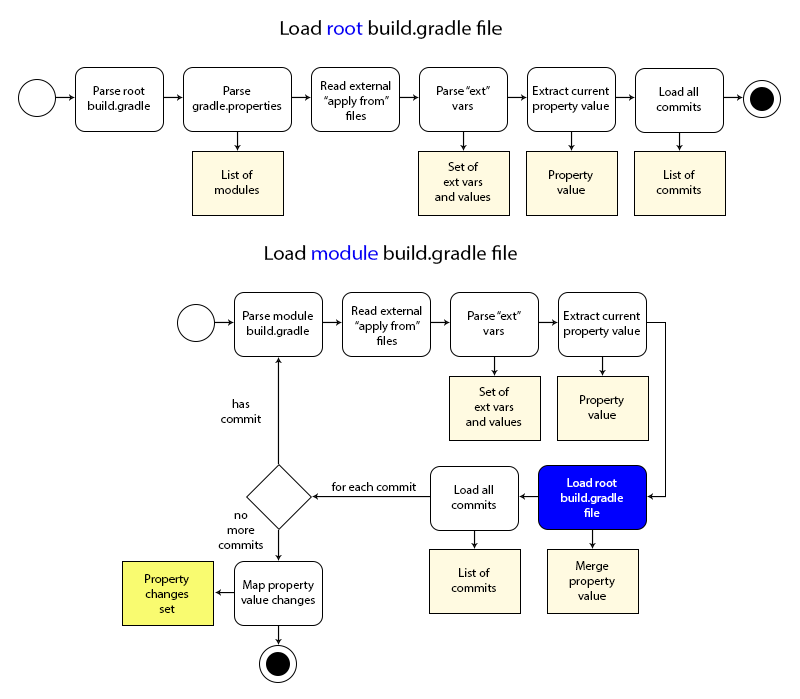 Load root build.gradle file
Parse root
build.gradle
Parse
gradle.properties
Read external
“apply from”
files
Parse “ext”
vars
Extract current
property value
Load all
commits
List of
modules
Set of
ext vars
and values
Property
value
List of
commits
Load module build.gradle file
Parse module
build.gradle
Read external
“apply from”
files
Parse “ext”
vars
Extract current
property value
Set of
ext vars
and values
Property
value
has
commit
for each commit
Load all
commits
Load root
build.gradle
file
no
more
commits
List of
commits
Merge
property
value
Property
changes
set
Map property
value changes